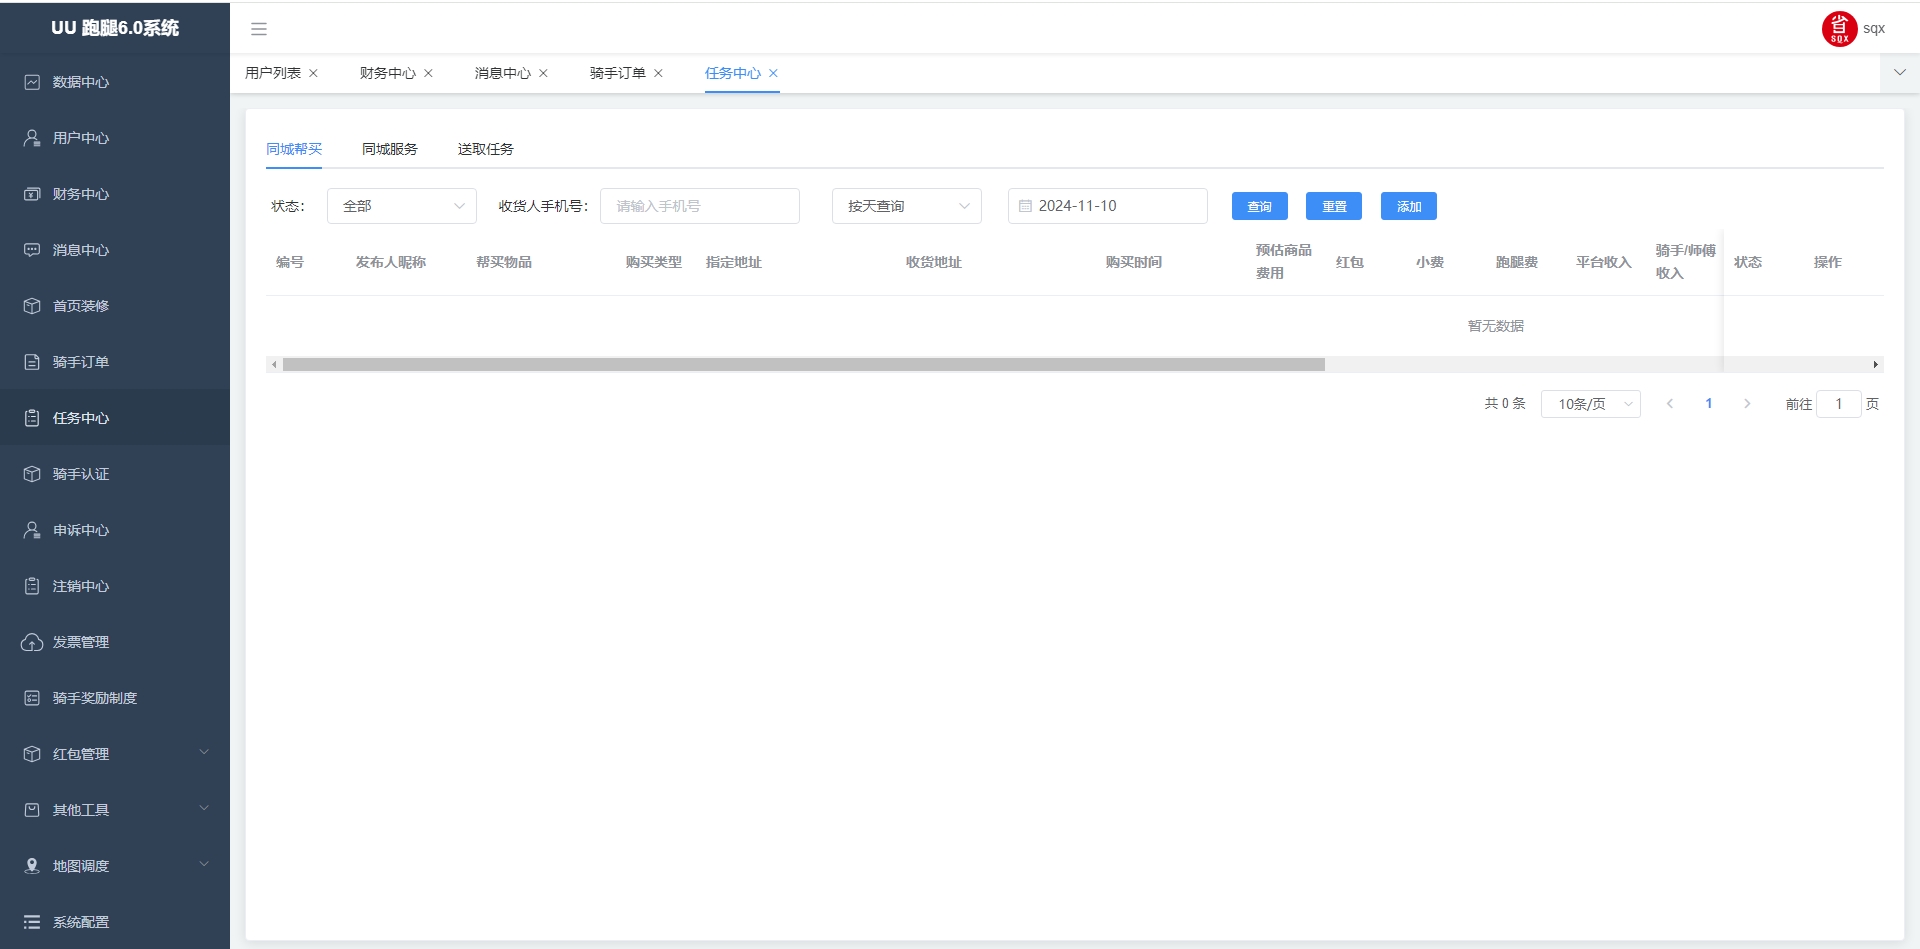 UU 跑腿6.0系统
数据中心
用户中心
财务中心
消息中心
首页装修
骑手订单
任务中心
骑手认证
申诉中心
注销中心
发票管理
骑手奖励制度
红包管理
其他工具
地图调度
系统配置
省
SQX
sqx
用户列表 财务中心 消息中心 骑手订单 任务中心
同城帮买 同城服务 送取任务
状态： 全部 收货人手机号： 请输入手机号 按天查询 2024-11-10 查询 重置 添加
编号 发布人昵称 帮买物品 购买类型 指定地址 收货地址 购买时间 预估商品费用 红包 小费 跑腿费 平台收入 骑手/师傅收入 状态 操作
暂无数据
共 0 条 10条/页 1 前往 1 页